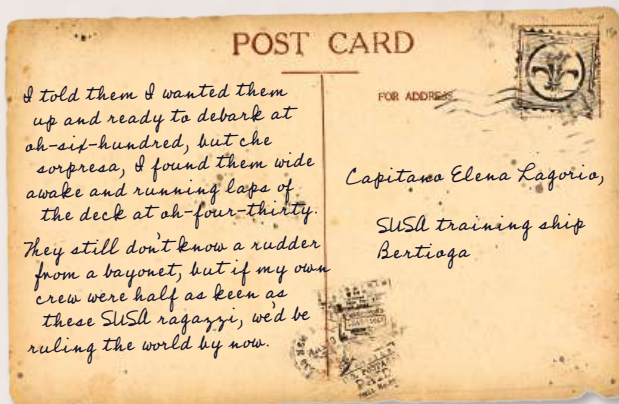 POST CARD
I told them I wanted them
up and ready to debark at
oh-six-hundred, but che
sorpresa, I found them wide
awake and running laps of
the deck at oh-four-thirty.
They still don't know a rudder
from a bayonet, but if my own
crew were half as keen as
these SUSA ragazzi, we'd be
ruling the world by now.
FOR ADDRESS
Capitano Elena Lagorio,
SUSA training ship
Bertioga